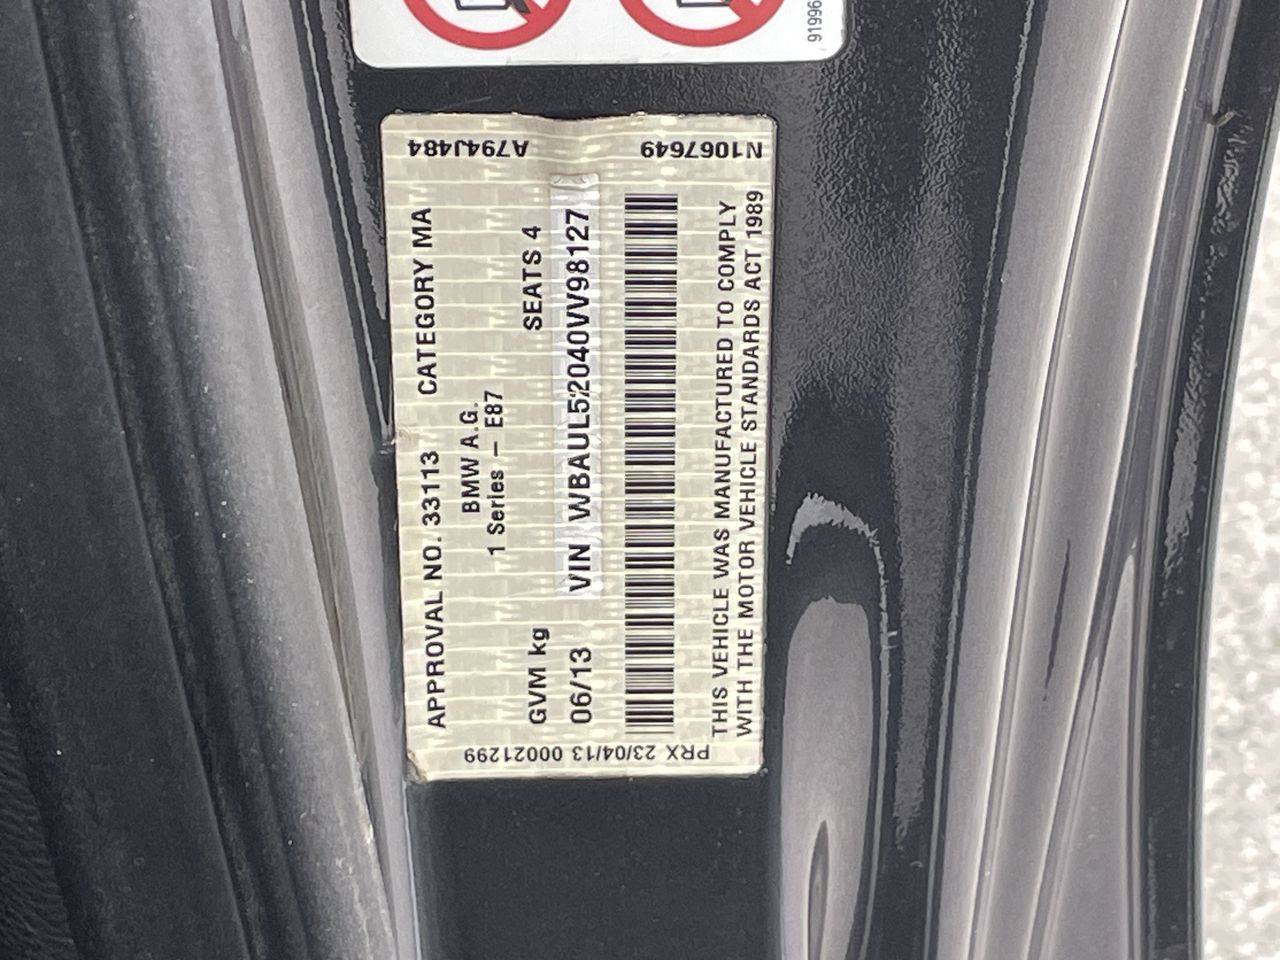 91996
A794J484
N1067649
APPROVAL NO. 33113 CATEGORY MA
BMW A.G.
1 Series – E87
GVM kg SEATS 4
06/13 VIN WBAUL52040VV98127
THIS VEHICLE WAS MANUFACTURED TO COMPLY
WITH THE MOTOR VEHICLE STANDARDS ACT 1989
PRX 23/04/13 00021299